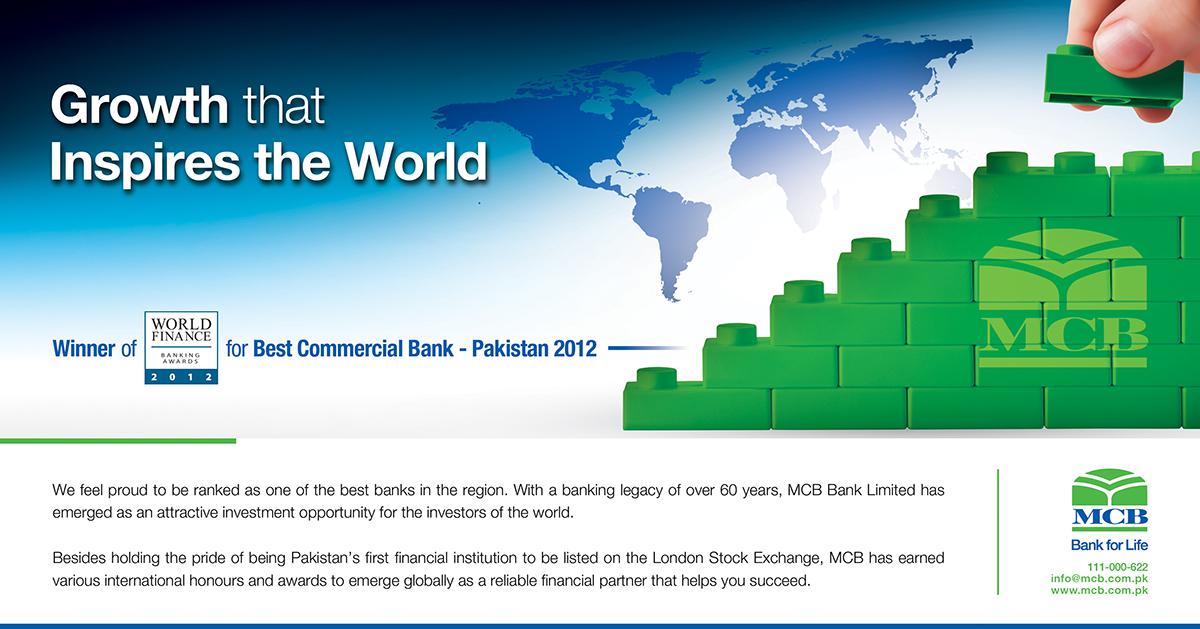 Growth that
Inspires the World
Winner of WORLD FINANCE BANKING AWARDS 2012 for Best Commercial Bank - Pakistan 2012
MCB
We feel proud to be ranked as one of the best banks in the region. With a banking legacy of over 60 years, MCB Bank Limited has
emerged as an attractive investment opportunity for the investors of the world.
Besides holding the pride of being Pakistan's first financial institution to be listed on the London Stock Exchange, MCB has earned
various international honours and awards to emerge globally as a reliable financial partner that helps you succeed.
MCB
Bank for Life
111-000-622
info@mcb.com.pk
www.mcb.com.pk